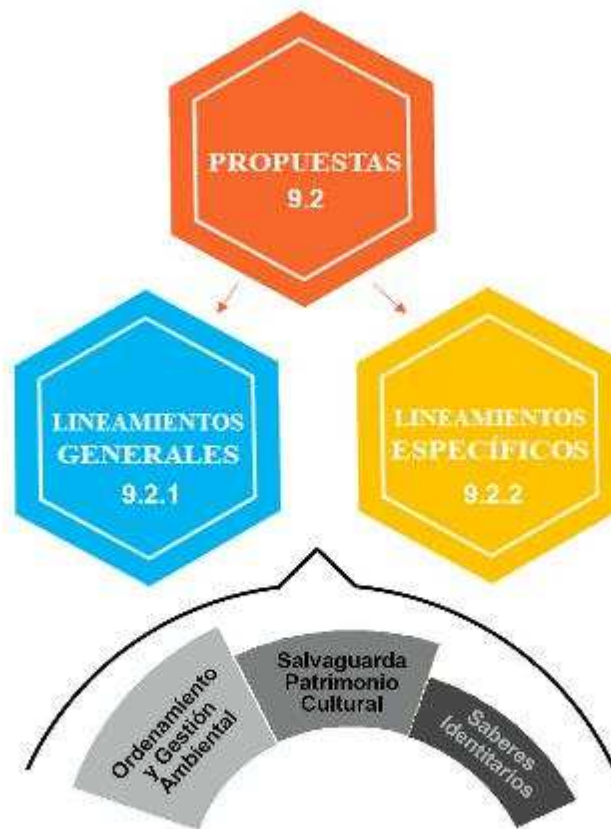 PROPUESTAS
9.2
LINEAMIENTOS
GENERALES
9.2.1
LINEAMIENTOS
ESPECÍFICOS
9.2.2
Ordenamiento
y Gestión
Ambiental
Salvaguarda
Patrimonio
Cultural
Saberes
Identitarios